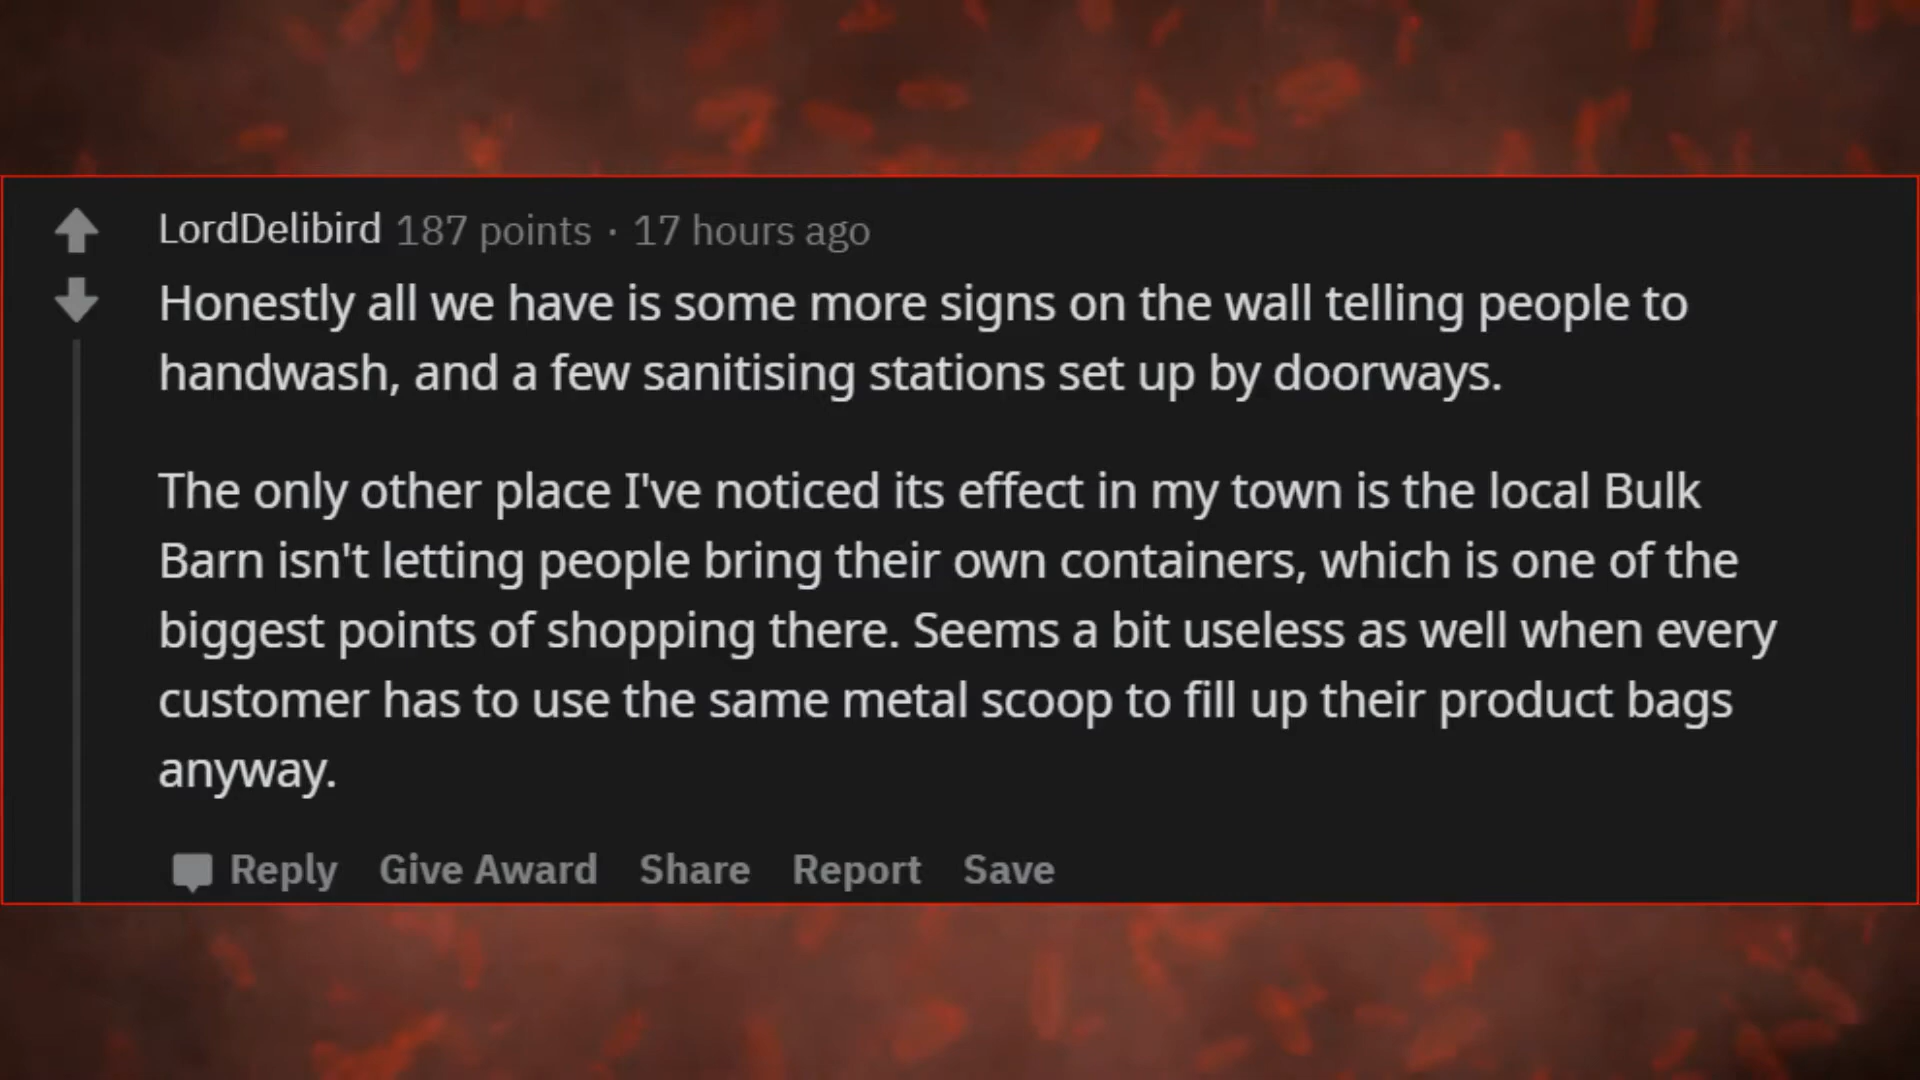 LordDelibird 187 points · 17 hours ago
Honestly all we have is some more signs on the wall telling people to
handwash, and a few sanitising stations set up by doorways.
The only other place I've noticed its effect in my town is the local Bulk
Barn isn't letting people bring their own containers, which is one of the
biggest points of shopping there. Seems a bit useless as well when every
customer has to use the same metal scoop to fill up their product bags
anyway.
Reply Give Award Share Report Save